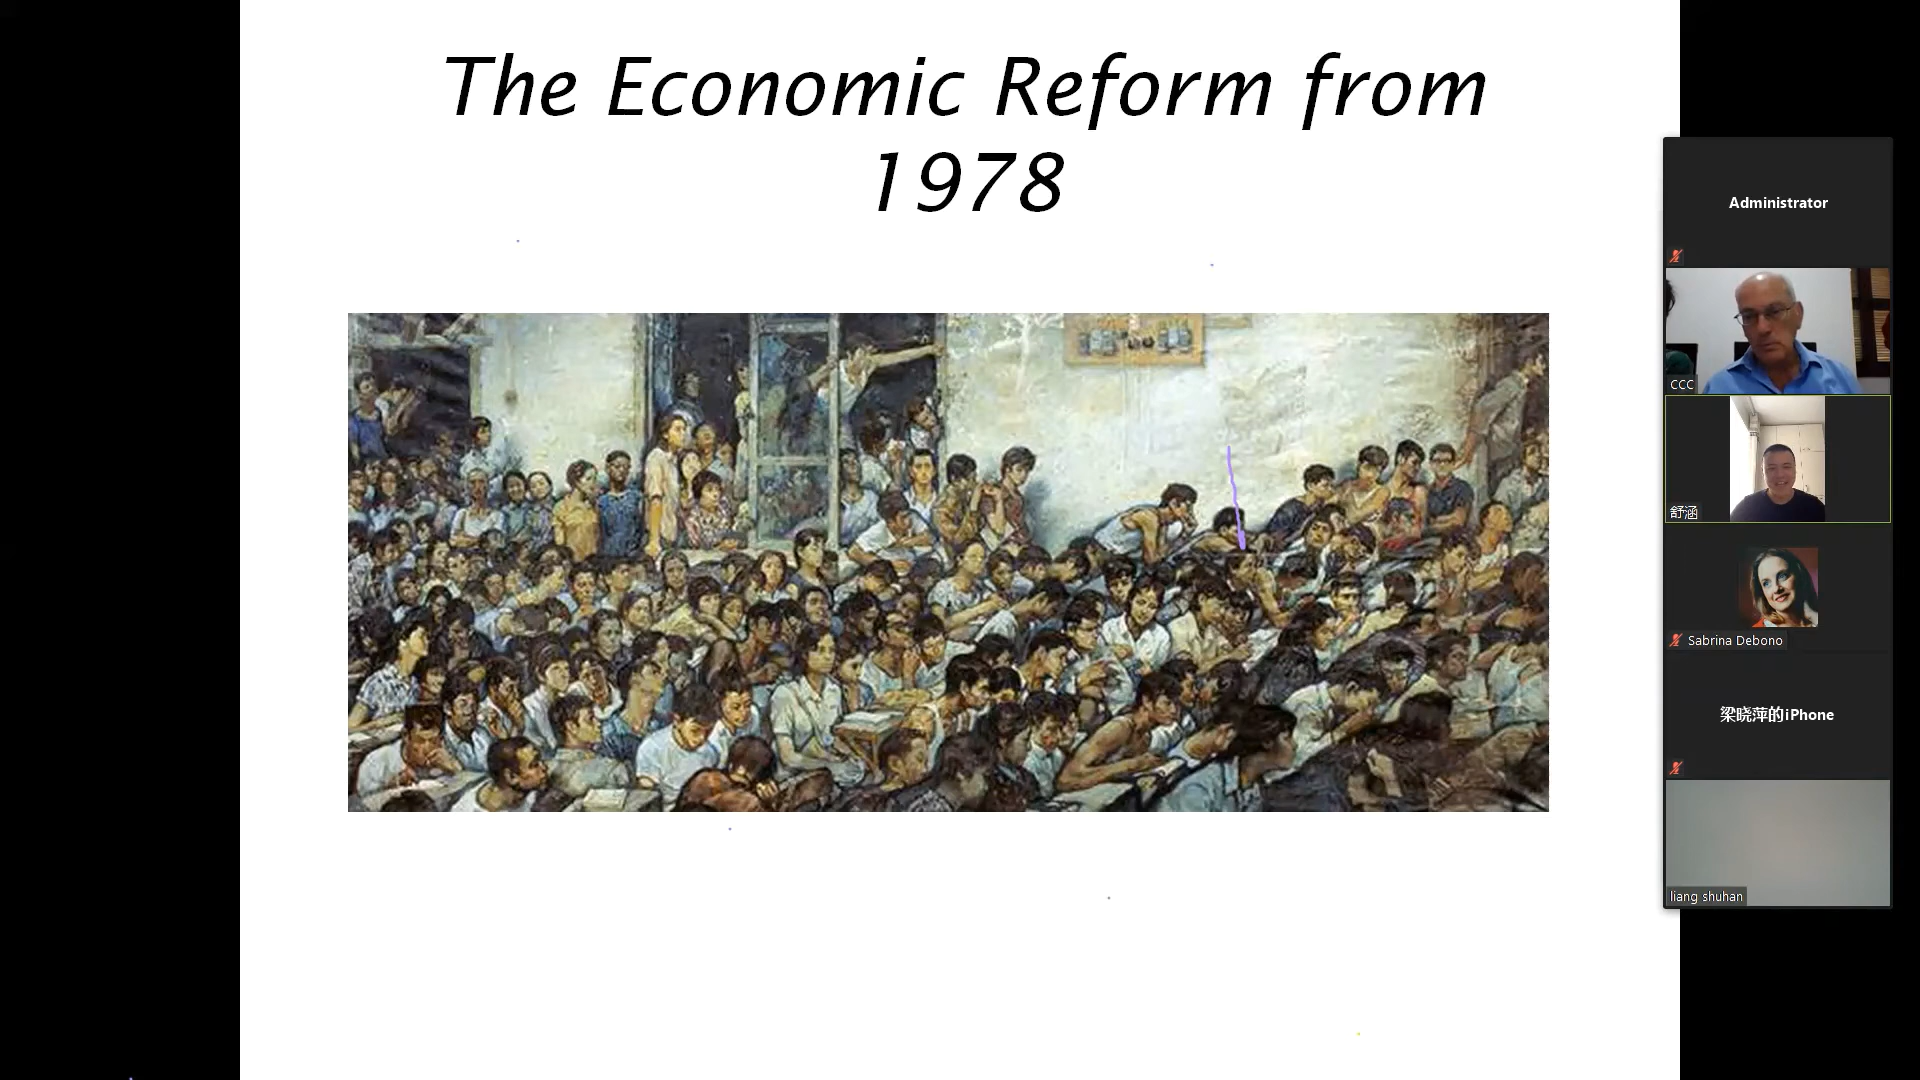 The Economic Reform from
1978
Administrator
CCC
舒涵
Sabrina Debono
梁晓萍的iPhone
liang shuhan